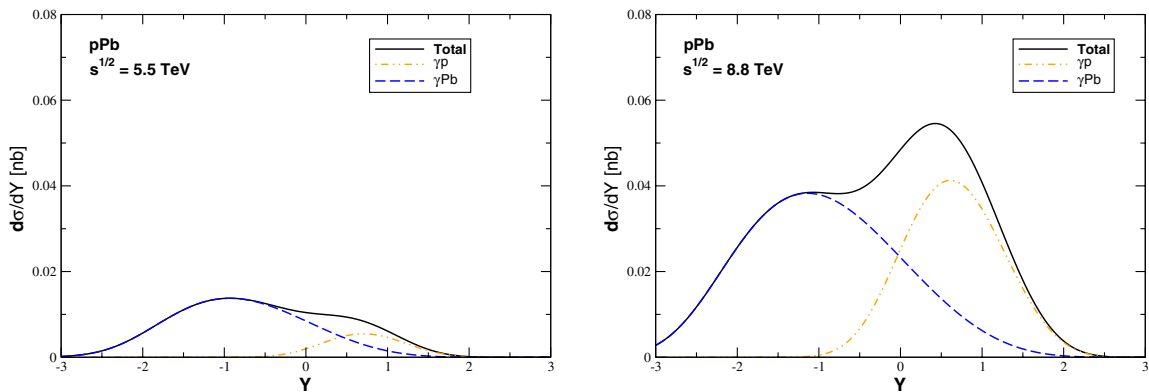 pPb
s^1/2 = 5.5 TeV
Total
γp
γPb
0.08
0.06
0.04
0.02
0
-3 -2 -1 0 1 2 3
Y
dσ/dY [nb]
pPb
s^1/2 = 8.8 TeV
Total
γp
γPb
0.08
0.06
0.04
0.02
0
-3 -2 -1 0 1 2 3
Y
dσ/dY [nb]